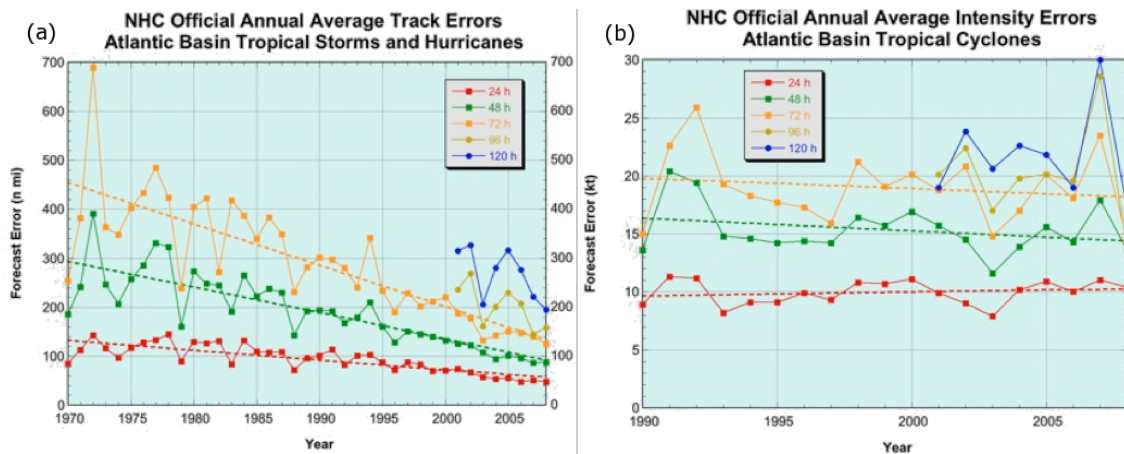 (a)
NHC Official Annual Average Track Errors
Atlantic Basin Tropical Storms and Hurricanes
700
600
500
400
300
200
100
0
Forecast Error (n mi)
700
600
500
400
300
200
100
0
24 h
48 h
72 h
96 h
120 h
1970 1975 1980 1985 1990 1995 2000 2005
Year
(b)
NHC Official Annual Average Intensity Errors
Atlantic Basin Tropical Cyclones
30
25
20
15
10
5
0
Forecast Error (kt)
24 h
48 h
72 h
96 h
120 h
1990 1995 2000 2005
Year